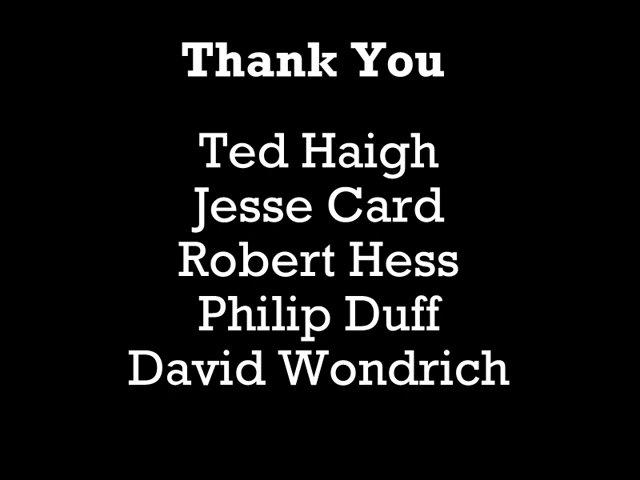 Thank You
Ted Haigh
Jesse Card
Robert Hess
Philip Duff
David Wondrich